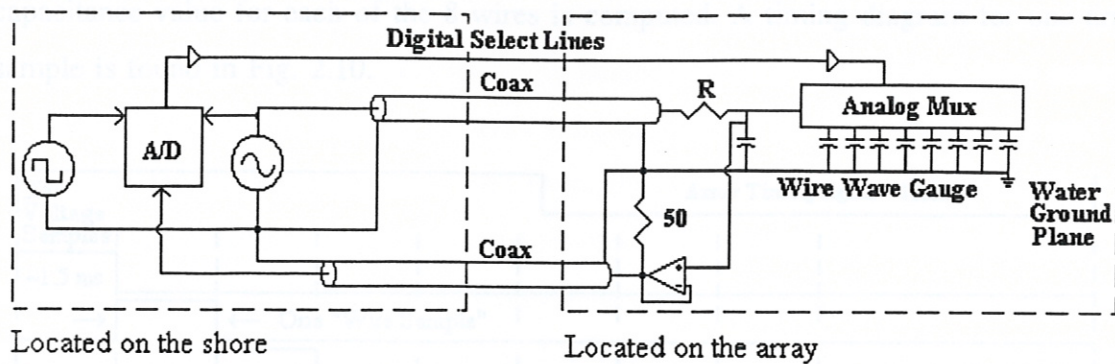 Digital Select Lines
Coax
R
Analog Mux
A/D
Wire Wave Gauge
Water
Ground
Plane
50
Coax
Located on the shore
Located on the array